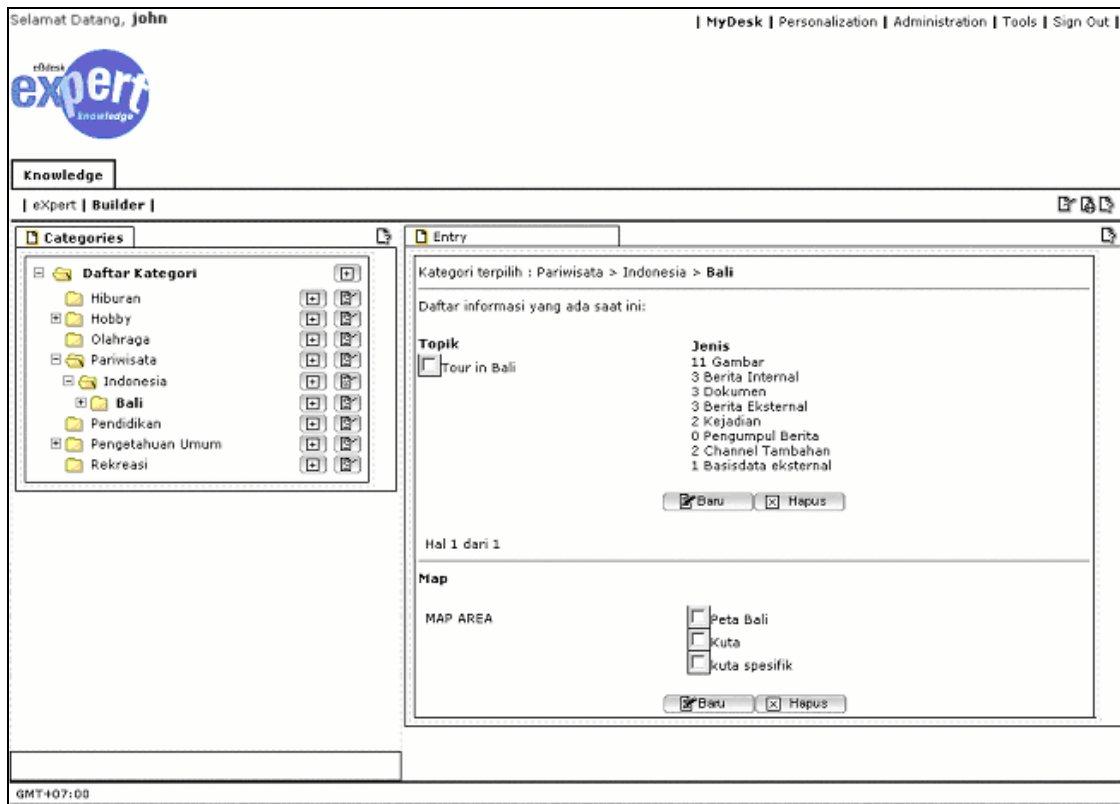 Selamat Datang, john
| MyDesk | Personalization | Administration | Tools | Sign Out |
eBdesk
expert
knowledge
Knowledge
| eXpert | Builder |
Categories
Daftar Kategori
Hiburan
Hobby
Olahraga
Pariwisata
Indonesia
Bali
Pendidikan
Pengetahuan Umum
Rekreasi
Entry
Kategori terpilih : Pariwisata > Indonesia > Bali
Daftar informasi yang ada saat ini:
Topik
Tour in Bali
Jenis
11 Gambar
3 Berita Internal
3 Dokumen
3 Berita Eksternal
2 Kejadian
0 Pengumpul Berita
2 Channel Tambahan
1 Basisdata eksternal
Baru Hapus
Hal 1 dari 1
Map
MAP AREA
Peta Bali
Kuta
kuta spesifik
Baru Hapus
GMT+07:00